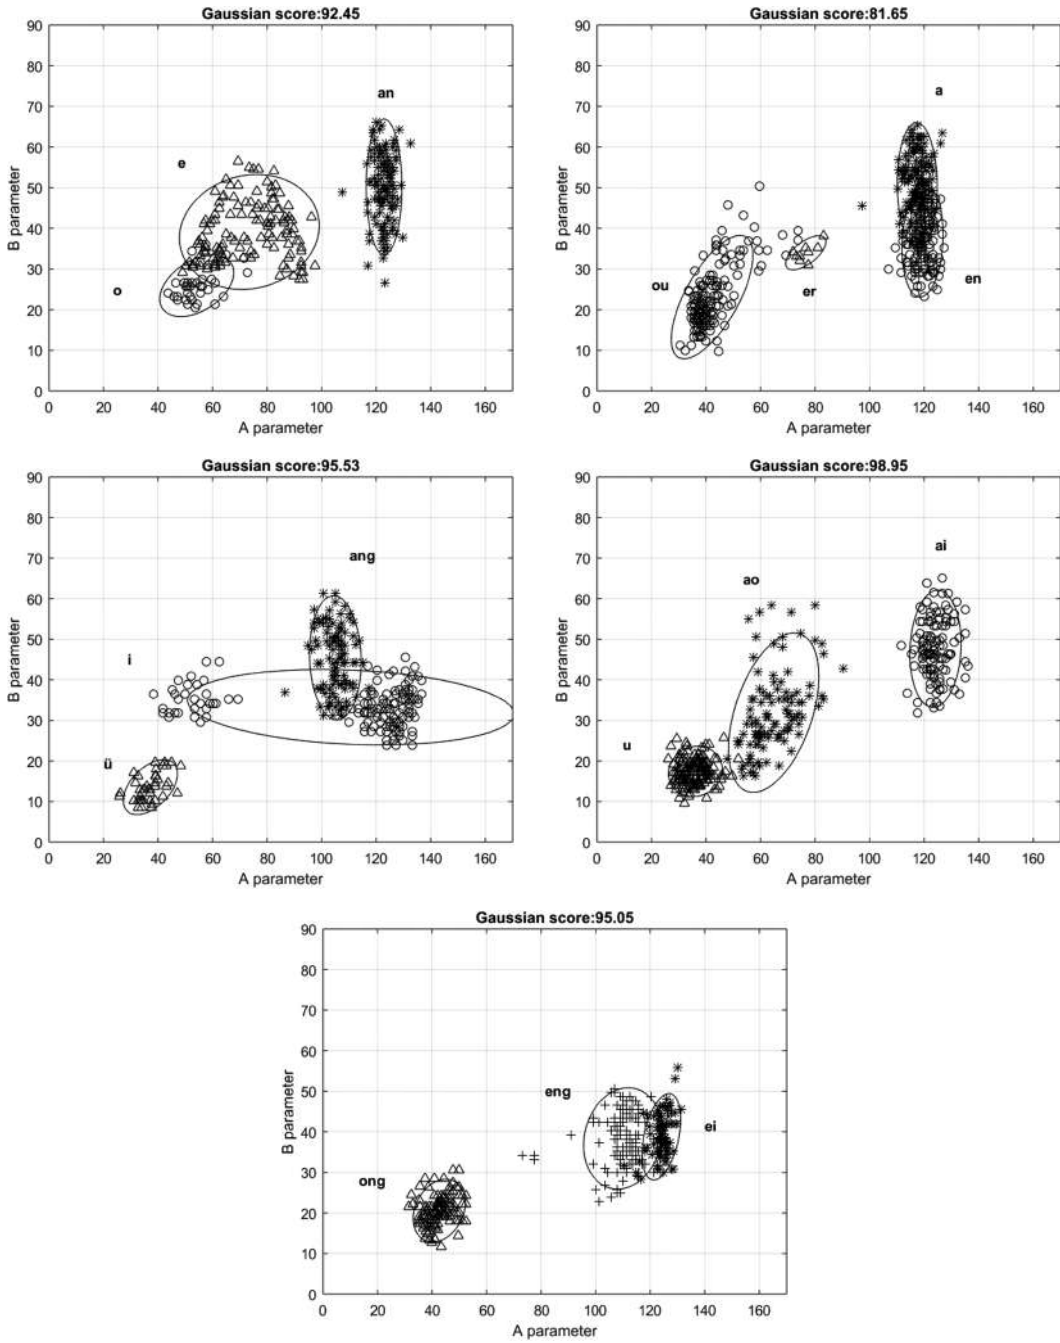 Gaussian score:92.45
90
80
70
60
50
40
30
20
10
0
B parameter
an
e
o
0 20 40 60 80 100 120 140 160
A parameter
Gaussian score:81.65
90
80
70
60
50
40
30
20
10
0
B parameter
a
ou
er
en
0 20 40 60 80 100 120 140 160
A parameter
Gaussian score:95.53
90
80
70
60
50
40
30
20
10
0
B parameter
ang
i
ü
0 20 40 60 80 100 120 140 160
A parameter
Gaussian score:98.95
90
80
70
60
50
40
30
20
10
0
B parameter
ai
ao
u
0 20 40 60 80 100 120 140 160
A parameter
Gaussian score:95.05
90
80
70
60
50
40
30
20
10
0
B parameter
eng
ei
ong
0 20 40 60 80 100 120 140 160
A parameter